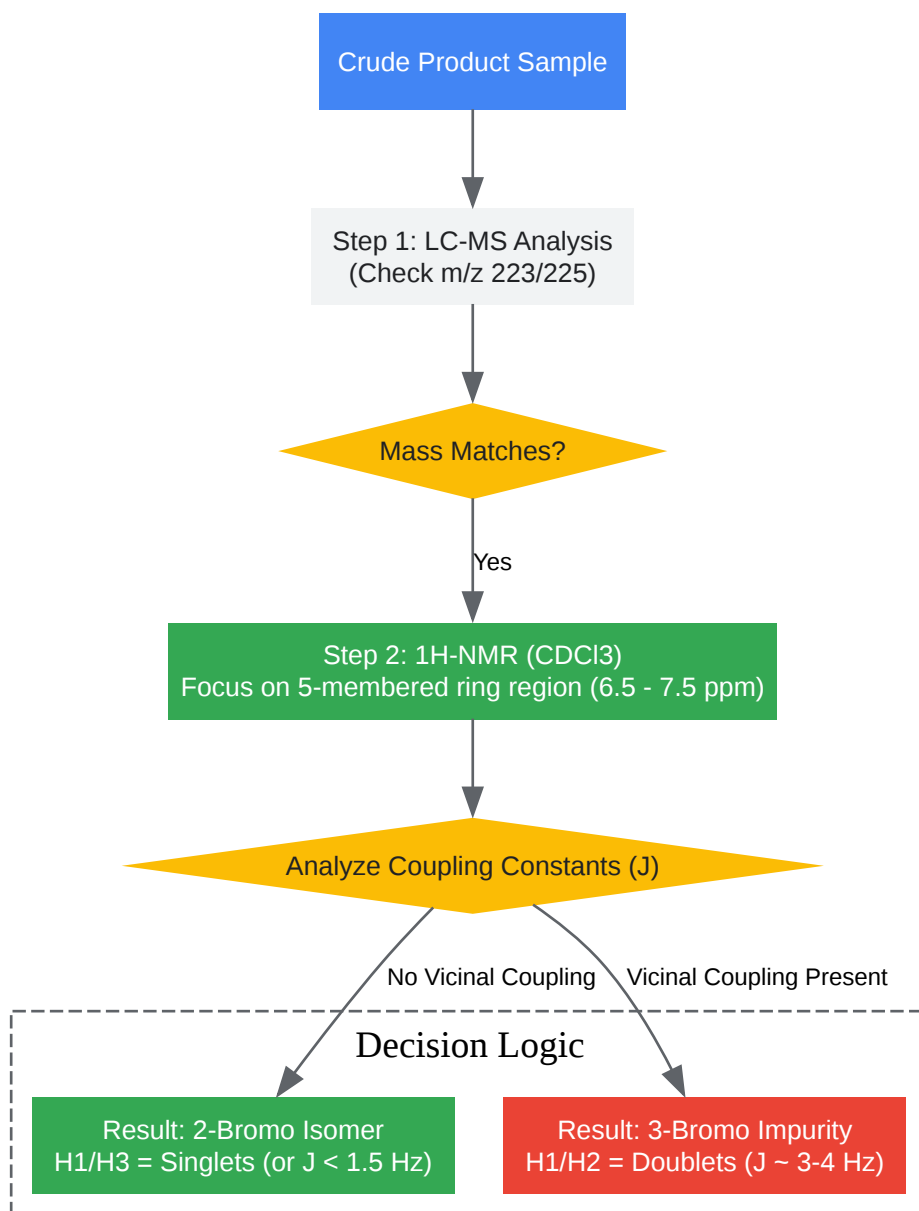 Crude Product Sample
Step 1: LC-MS Analysis
(Check m/z 223/225)
Mass Matches?
Yes
Step 2: 1H-NMR (CDCl3)
Focus on 5-membered ring region (6.5 - 7.5 ppm)
Analyze Coupling Constants (J)
No Vicinal Coupling
Vicinal Coupling Present
Decision Logic
Result: 2-Bromo Isomer
H1/H3 = Singlets (or J < 1.5 Hz)
Result: 3-Bromo Impurity
H1/H2 = Doublets (J ~ 3-4 Hz)